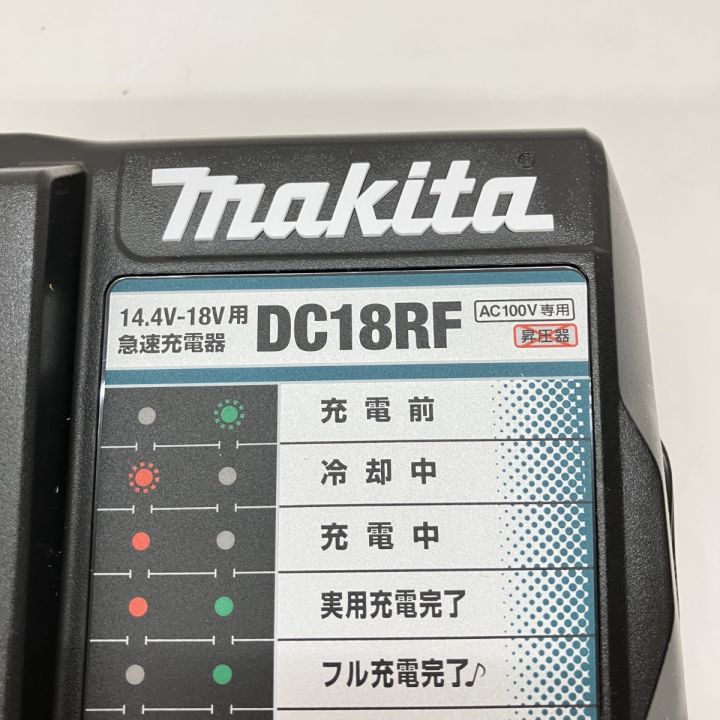 makita®
14.4V-18V用
急速充電器
DC18RF
AC100V専用
昇圧器
充電前
冷却中
充電中
実用充電完了
フル充電完了♪